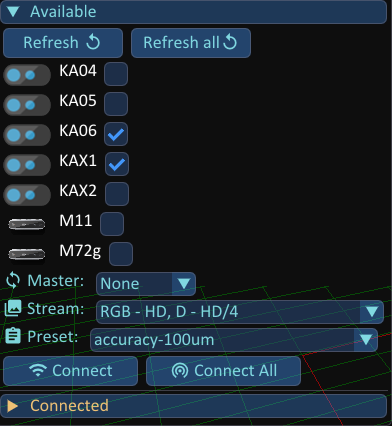 Available
Refresh Refresh all
KA04
KA05
KA06
KAX1
KAX2
M11
M72g
Master: None
Stream: RGB - HD, D - HD/4
Preset: accuracy-100um
Connect Connect All
Connected